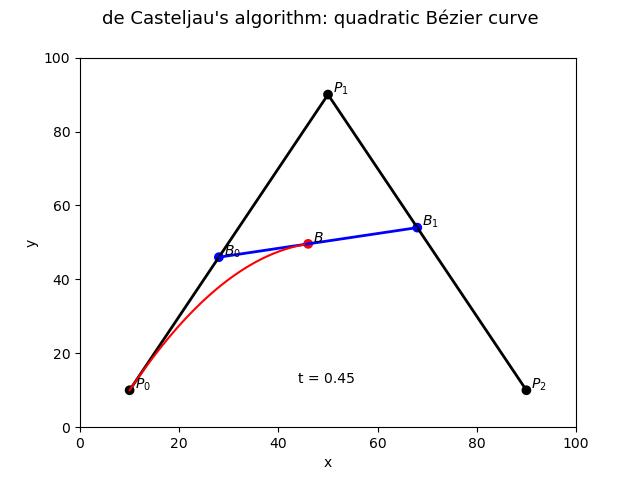 de Casteljau's algorithm: quadratic Bézier curve
100
80
60
40
20
0
y
P₁
B₁
B
B₀
P₀
P₂
t = 0.45
0 20 40 60 80 100
x